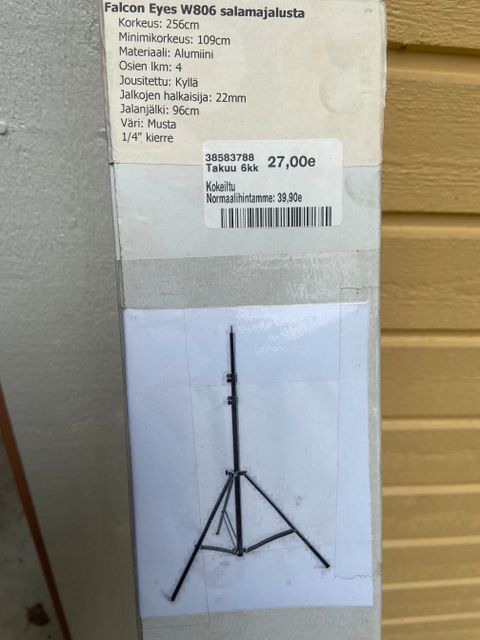 Falcon Eyes W806 salamajalusta
Korkeus: 256cm
Minimikorkeus: 109cm
Materiaali: Alumiini
Osien lkm: 4
Jousitettu: Kyllä
Jalkojen halkaisija: 22mm
Jalanjälki: 96cm
Väri: Musta
1/4" kierre
38583788 27,00e
Takuu 6kk
Kokeiltu
Normaalihintamme: 39,90e